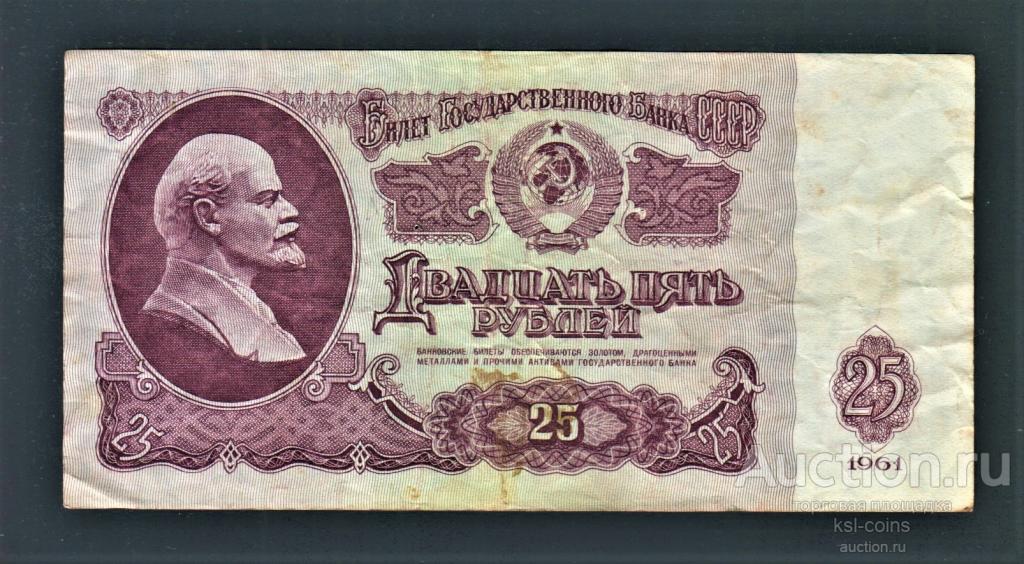 Билет Государственного Банка СССР
Двадцать пять
рублей
БАНКОВСКИЕ БИЛЕТЫ ОБЕСПЕЧИВАЮТСЯ ЗОЛОТОМ, ДРАГОЦЕННЫМИ
МЕТАЛЛАМИ И ПРОЧИМИ АКТИВАМИ ГОСУДАРСТВЕННОГО БАНКА
25
25
25
25
1961
Auction.ru
торговая площадка
ksl-coins
auction.ru